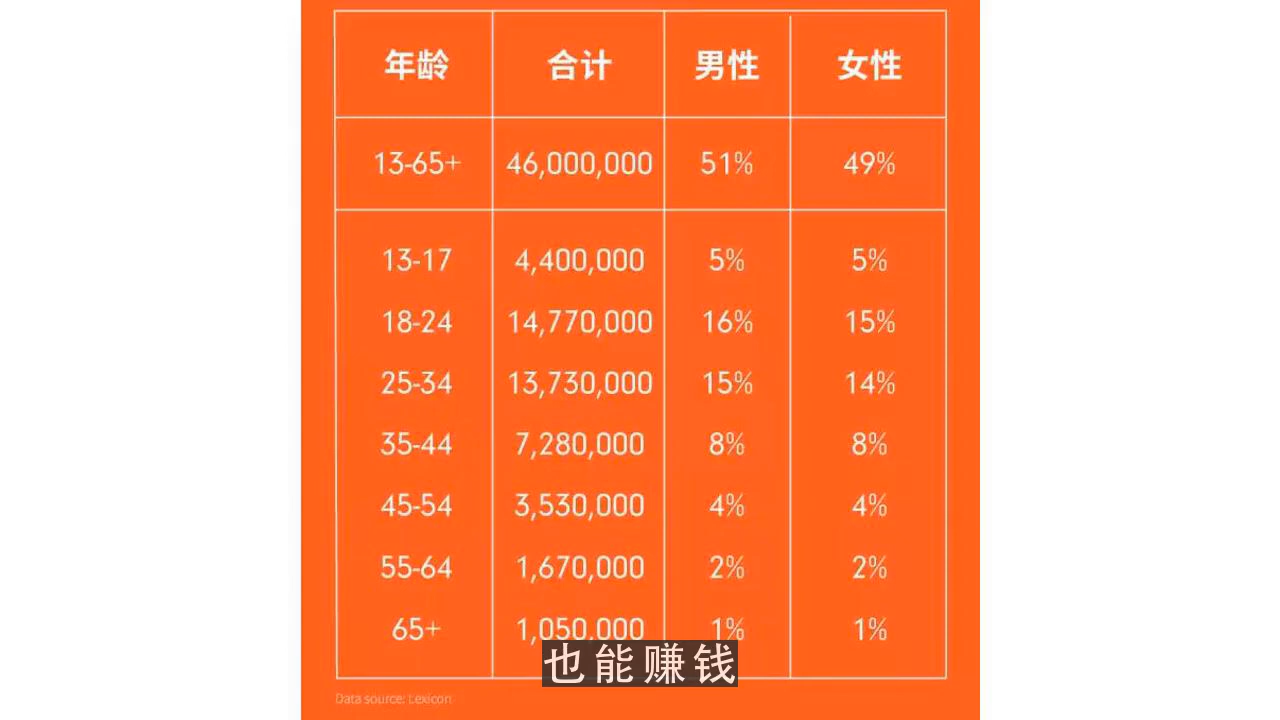 年龄 合计 男性 女性
13-65+ 46,000,000 51% 49%
13-17 4,400,000 5% 5%
18-24 14,770,000 16% 15%
25-34 13,730,000 15% 14%
35-44 7,280,000 8% 8%
45-54 3,530,000 4% 4%
55-64 1,670,000 2% 2%
65+ 1,050,000 1% 1%
也能赚钱
Data source: Lexicon